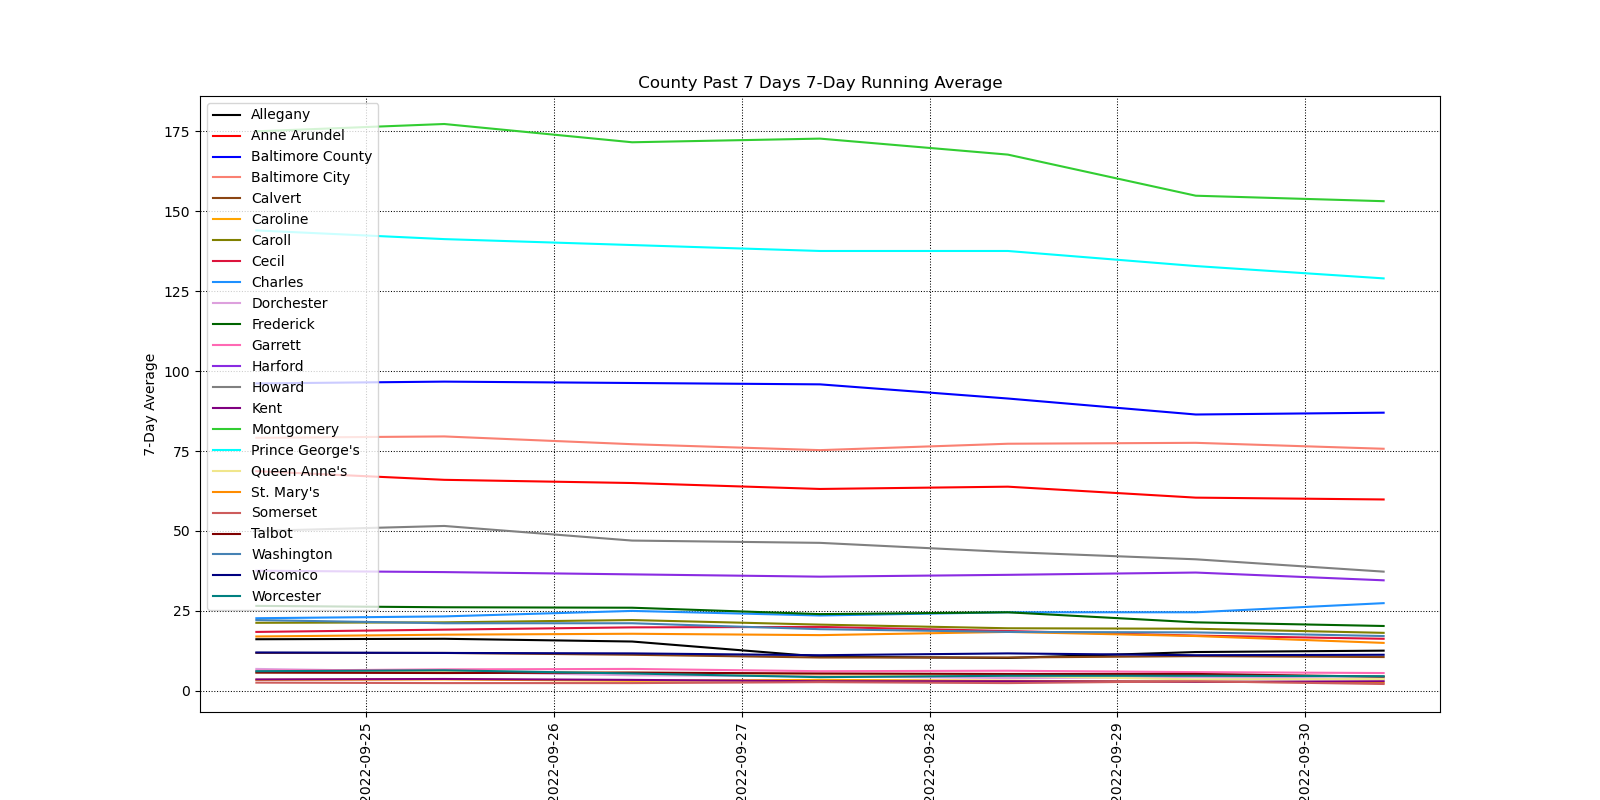 County Past 7 Days 7-Day Running Average
7-Day Average
175
150
125
100
75
50
25
0
Allegany
Anne Arundel
Baltimore County
Baltimore City
Calvert
Caroline
Caroll
Cecil
Charles
Dorchester
Frederick
Garrett
Harford
Howard
Kent
Montgomery
Prince George's
Queen Anne's
St. Mary's
Somerset
Talbot
Washington
Wicomico
Worcester
2022-09-25
2022-09-26
2022-09-27
2022-09-28
2022-09-29
2022-09-30